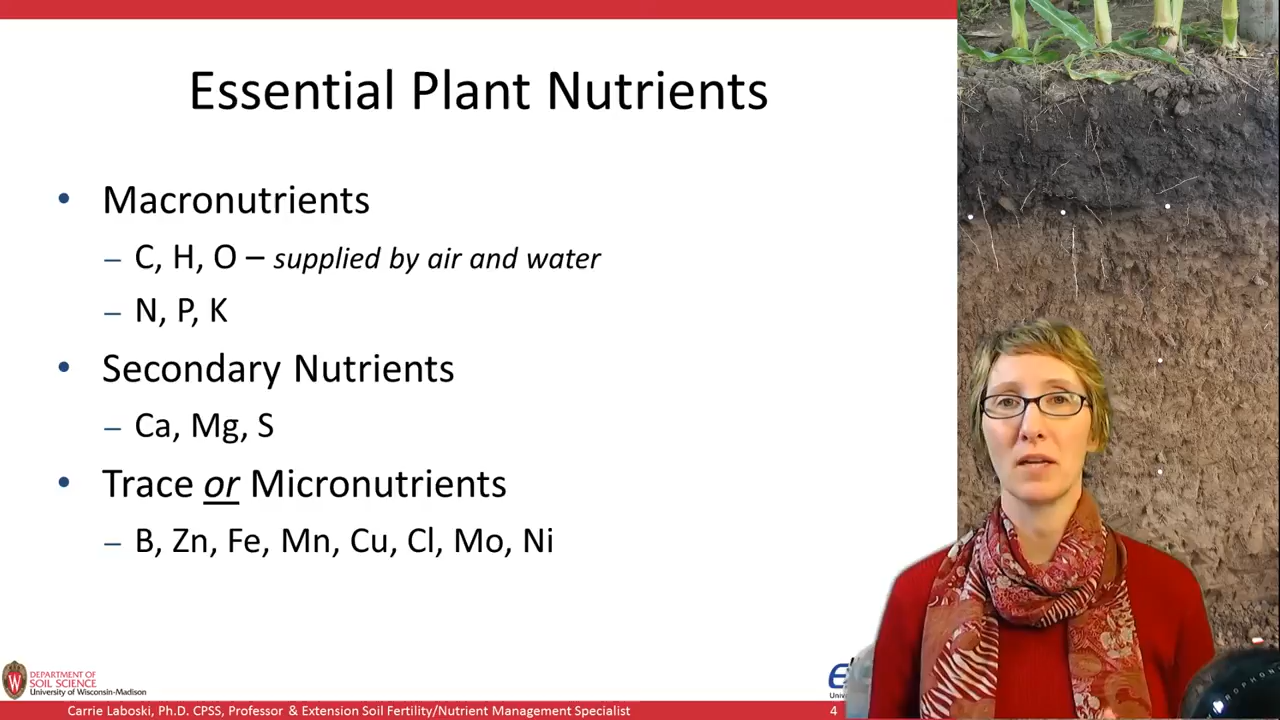 Essential Plant Nutrients
• Macronutrients
– C, H, O – supplied by air and water
– N, P, K
• Secondary Nutrients
– Ca, Mg, S
• Trace or Micronutrients
– B, Zn, Fe, Mn, Cu, Cl, Mo, Ni
DEPARTMENT OF
SOIL SCIENCE
University of Wisconsin-Madison
Carrie Laboski, Ph.D. CPSS, Professor & Extension Soil Fertility/Nutrient Management Specialist
4